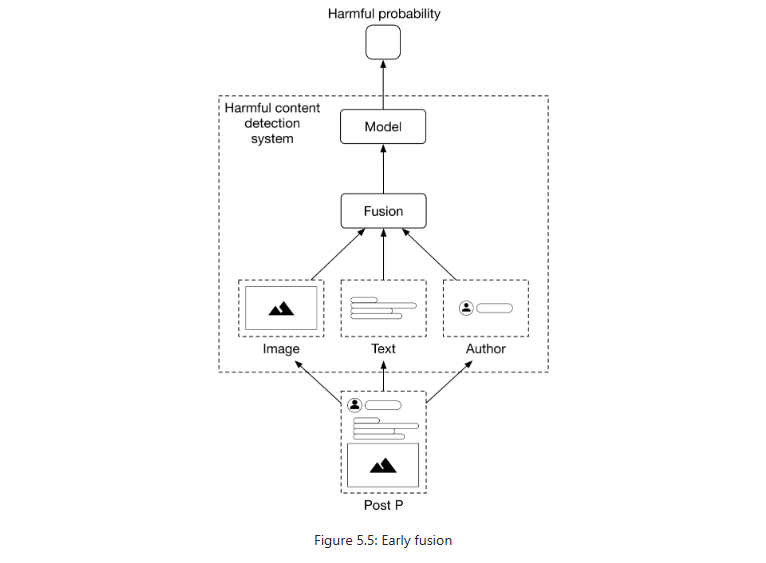 Harmful probability
Harmful content
detection
system
Model
Fusion
Image
Text
Author
Post P
Figure 5.5: Early fusion